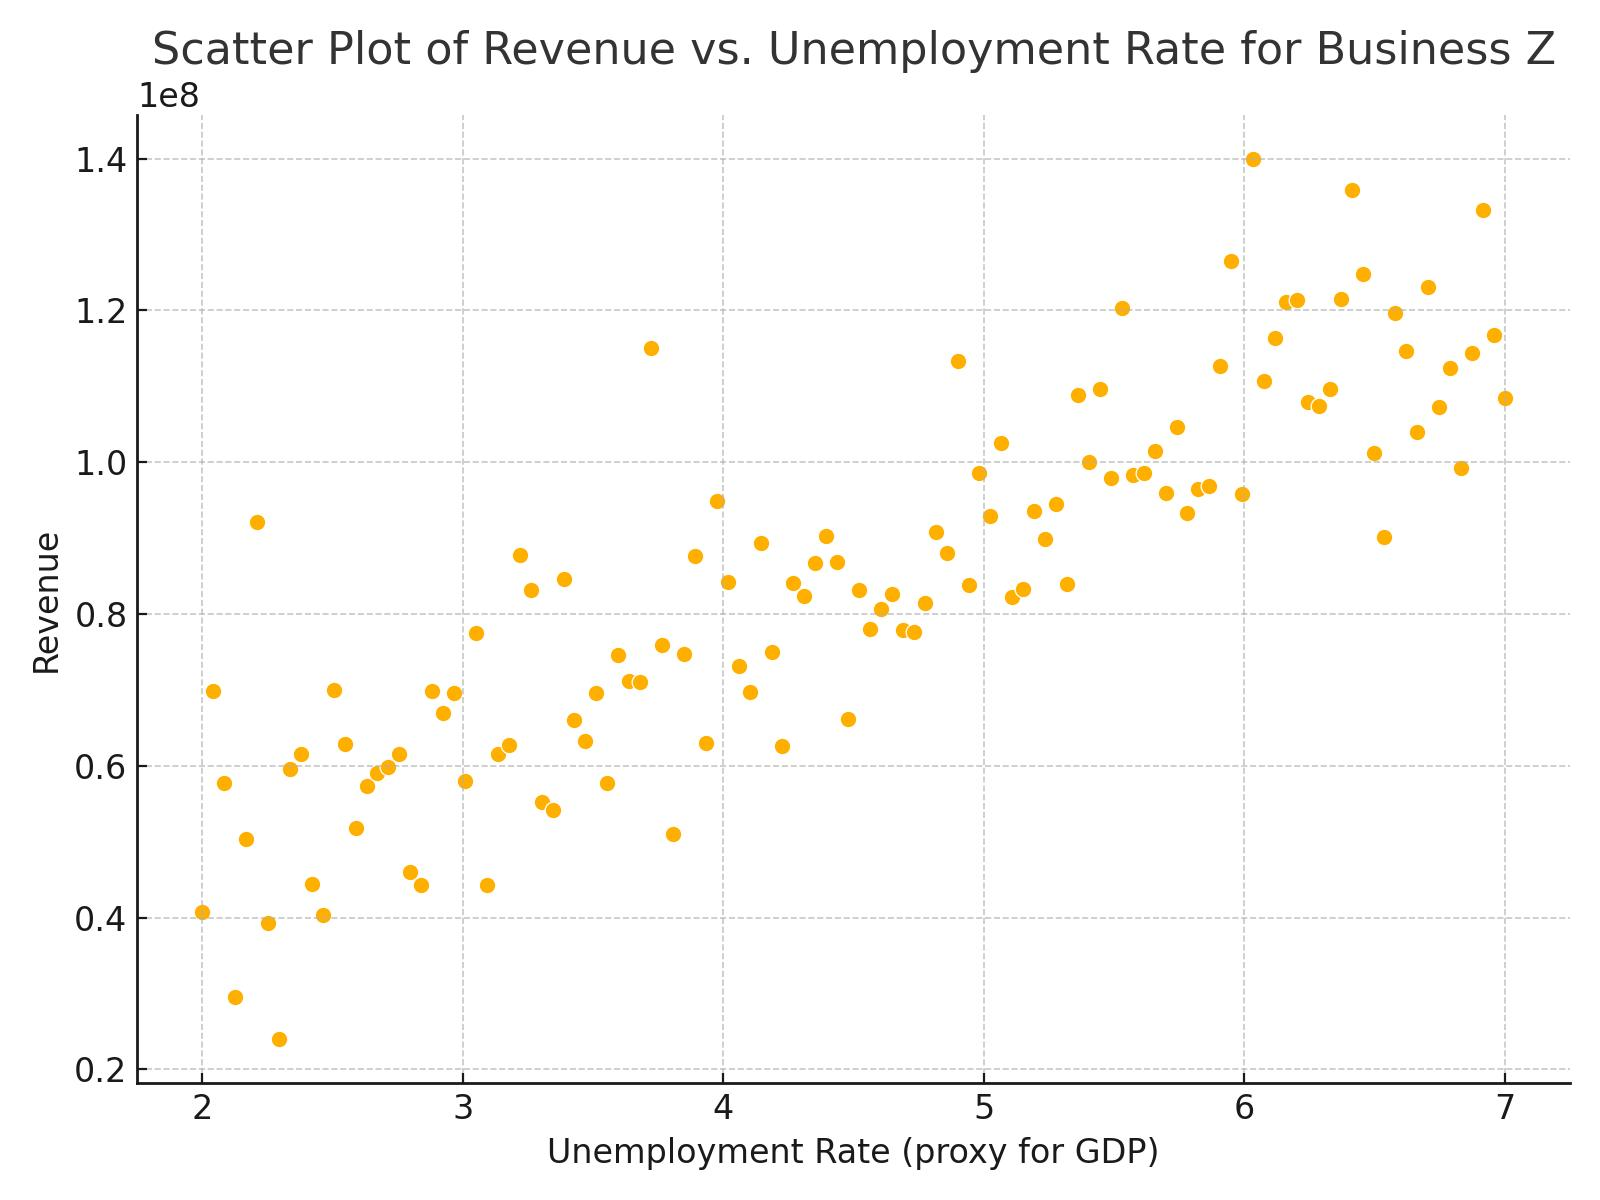 Scatter Plot of Revenue vs. Unemployment Rate for Business Z
1e8
1.4
1.2
1.0
0.8
0.6
0.4
0.2
Revenue
2 3 4 5 6 7
Unemployment Rate (proxy for GDP)